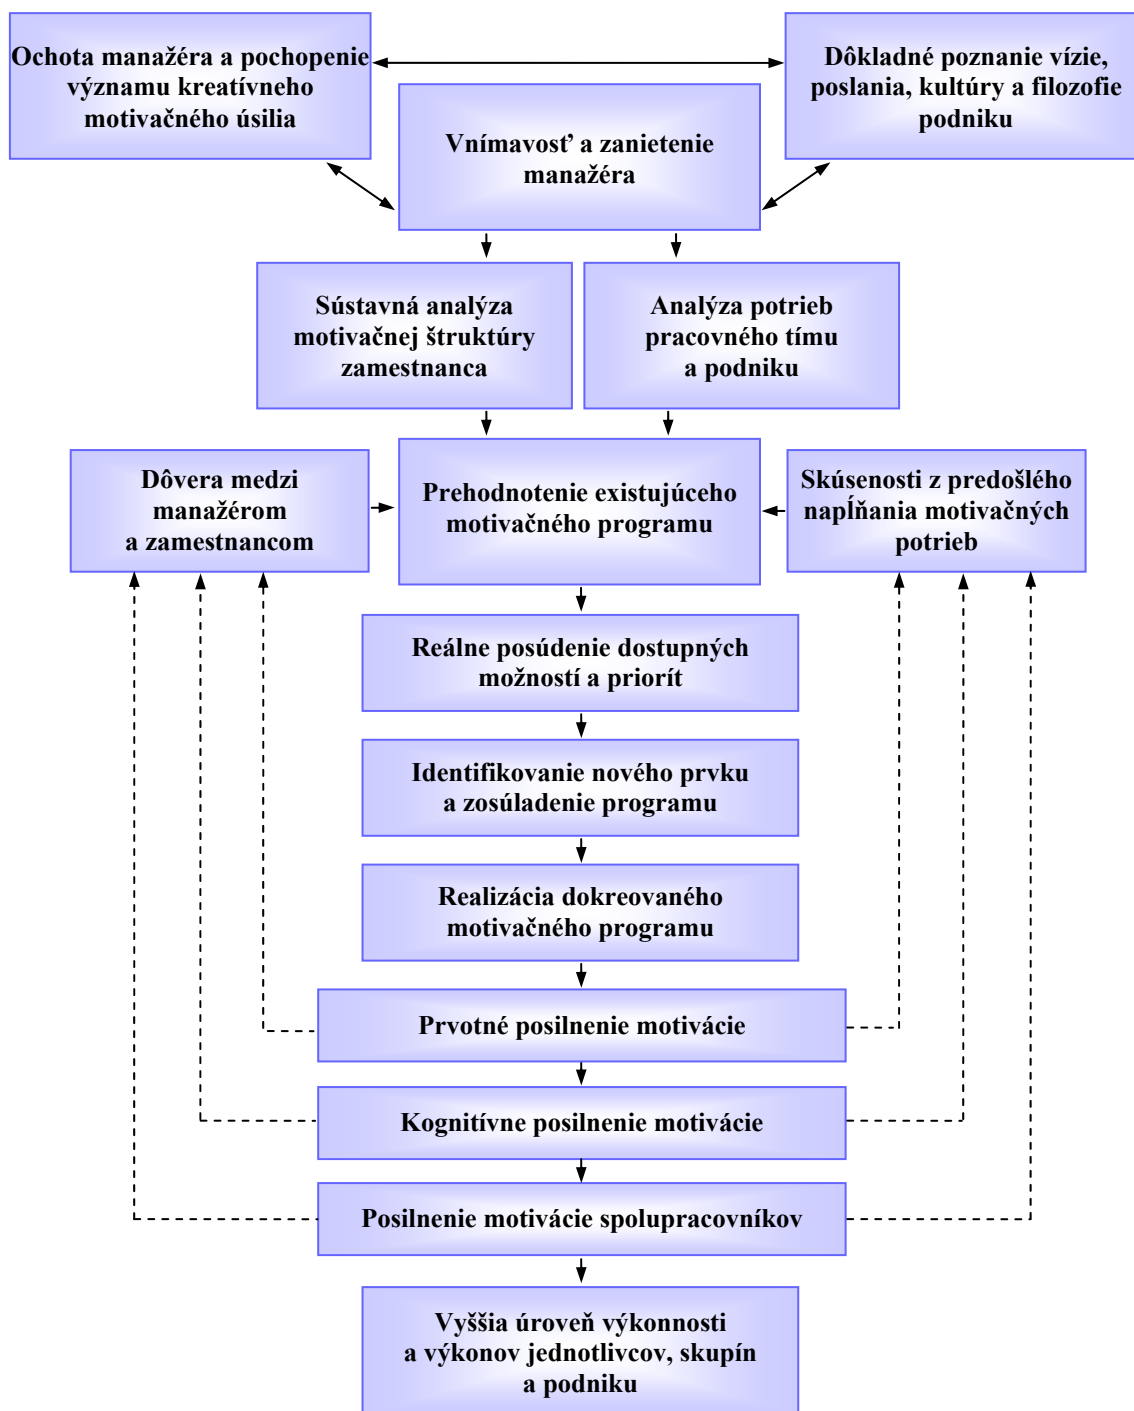 Ochota manažéra a pochopenie
významu kreatívneho
motivačného úsilia
Dôkladné poznanie vízie,
poslania, kultúry a filozofie
podniku
Vnímavosť a zanietenie
manažéra
Sústavná analýza
motivačnej štruktúry
zamestnanca
Analýza potrieb
pracovného tímu
a podniku
Dôvera medzi
manažérom
a zamestnancom
Prehodnotenie existujúceho
motivačného programu
Skúsenosti z predošlého
napĺňania motivačných
potrieb
Reálne posúdenie dostupných
možností a priorít
Identifikovanie nového prvku
a zosúladenie programu
Realizácia dokreovaného
motivačného programu
Prvotné posilnenie motivácie
Kognitívne posilnenie motivácie
Posilnenie motivácie spolupracovníkov
Vyššia úroveň výkonnosti
a výkonov jednotlivcov, skupín
a podniku